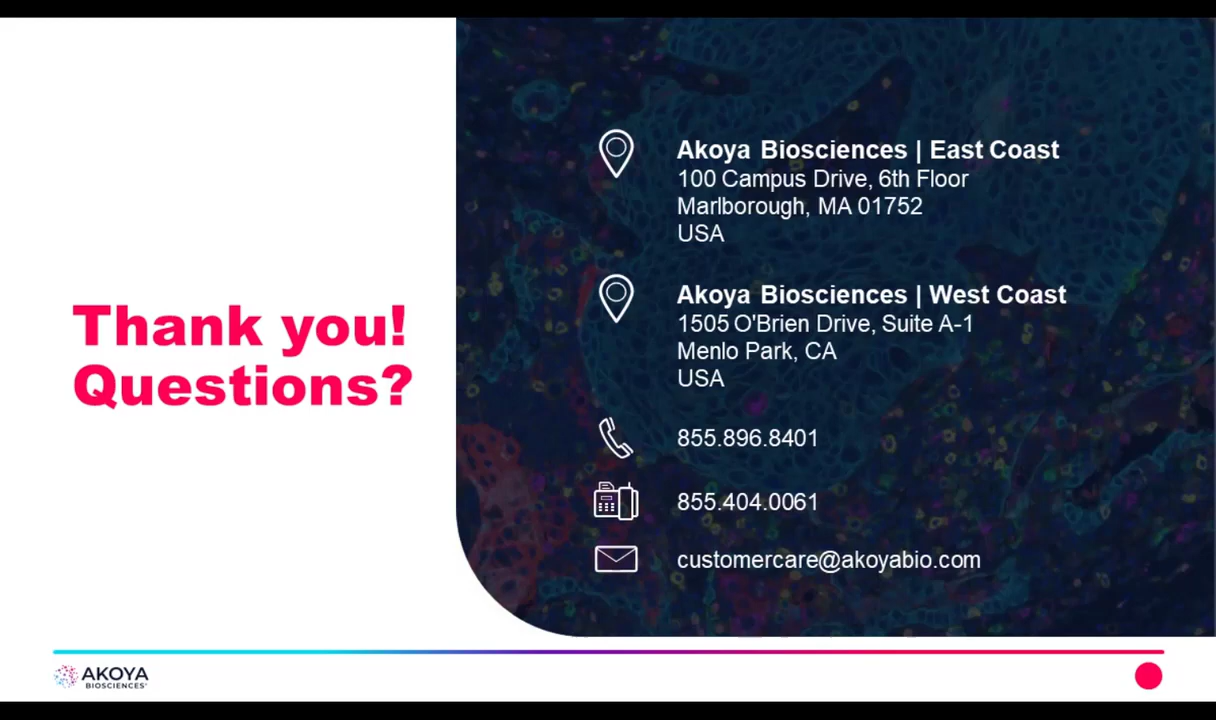 Thank you!
Questions?
Akoya Biosciences | East Coast
100 Campus Drive, 6th Floor
Marlborough, MA 01752
USA
Akoya Biosciences | West Coast
1505 O'Brien Drive, Suite A-1
Menlo Park, CA
USA
855.896.8401
855.404.0061
customercare@akoyabio.com
AKOYA
BIOSCIENCES